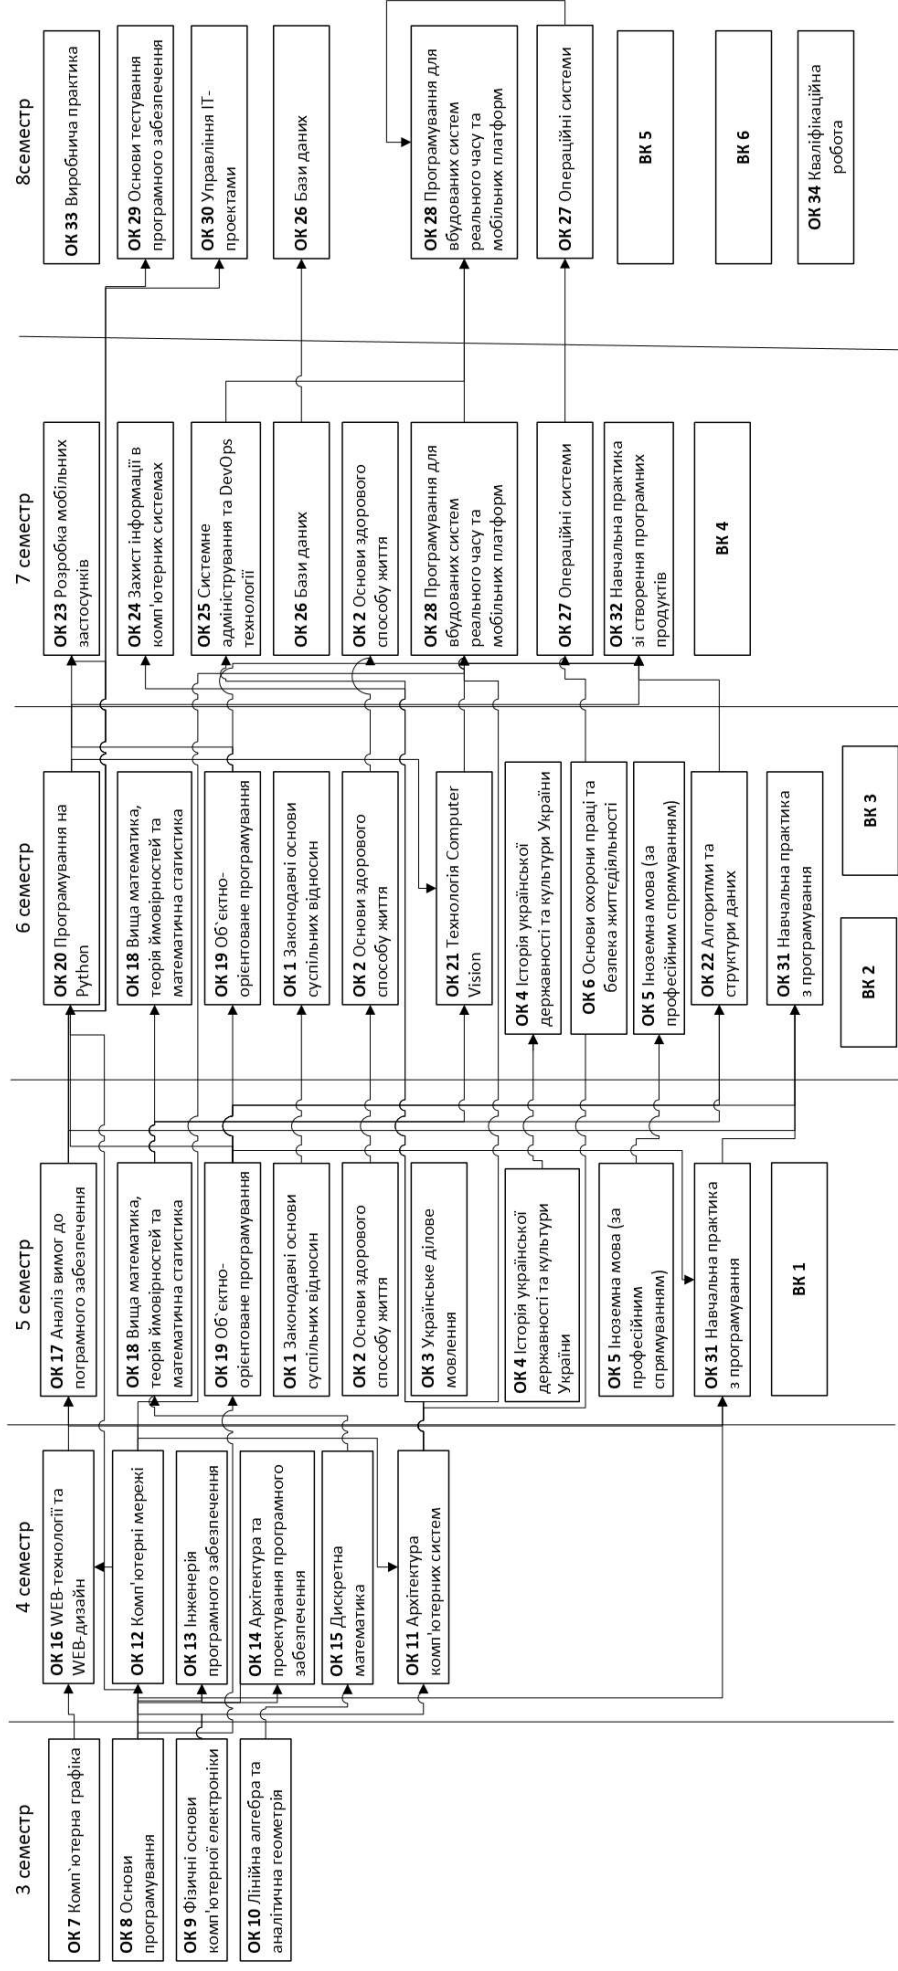 3 семестр
ОК 7 Комп`ютерна графіка
ОК 8 Основи
програмування
ОК 9 Фізичні основи
комп'ютерної електроніки
ОК 10 Лінійна алгебра та
аналітична геометрія
4 семестр
ОК 16 WEB-технології та
WEB-дизайн
ОК 12 Комп'ютерні мережі
ОК 13 Інженерія
програмного забезпечення
ОК 14 Архітектура та
проектування програмного
забезпечення
ОК 15 Дискретна
математика
ОК 11 Архітектура
комп'ютерних систем
5 семестр
ОК 17 Аналіз вимог до
пограмного забезпечення
ОК 18 Вища математика,
теорія ймовірностей та
математична статистика
ОК 19 Об`єктно-
орієнтоване програмування
ОК 1 Законодавчі основи
суспільних відносин
ОК 2 Основи здорового
способу життя
ОК 3 Українське ділове
мовлення
ОК 4 Історія української
державності та культури
України
ОК 5 Іноземна мова (за
професійним
спрямуванням)
ОК 31 Навчальна практика
з програмування
ВК 1
6 семестр
ОК 20 Програмування на
Python
ОК 18 Вища математика,
теорія ймовірностей та
математична статистика
ОК 19 Об`єктно-
орієнтоване програмування
ОК 1 Законодавчі основи
суспільних відносин
ОК 2 Основи здорового
способу життя
ОК 21 Технологія Computer
Vision
ОК 4 Історія української
державності та культури України
ОК 6 Основи охорони праці та
безпека життєдіяльності
ОК 5 Іноземна мова (за
професійним спрямуванням)
ОК 22 Алгоритми та
структури даних
ОК 31 Навчальна практика
з програмування
ВК 2
ВК 3
7 семестр
ОК 23 Розробка мобільних
застосунків
ОК 24 Захист інформації в
комп'ютерних системах
ОК 25 Системне
адміністрування та DevOps
технології
ОК 26 Бази даних
ОК 2 Основи здорового
способу життя
ОК 28 Програмування для
вбудованих систем
реального часу та
мобільних платформ
ОК 27 Операційні системи
ОК 32 Навчальна практика
зі створення програмних
продуктів
ВК 4
8семестр
ОК 33 Виробнича практика
ОК 29 Основи тестування
програмного забезпечення
ОК 30 Управління ІТ-
проектами
ОК 26 Бази даних
ОК 28 Програмування для
вбудованих систем
реального часу та
мобільних платформ
ОК 27 Операційні системи
ВК 5
ВК 6
ОК 34 Кваліфікаційна
робота